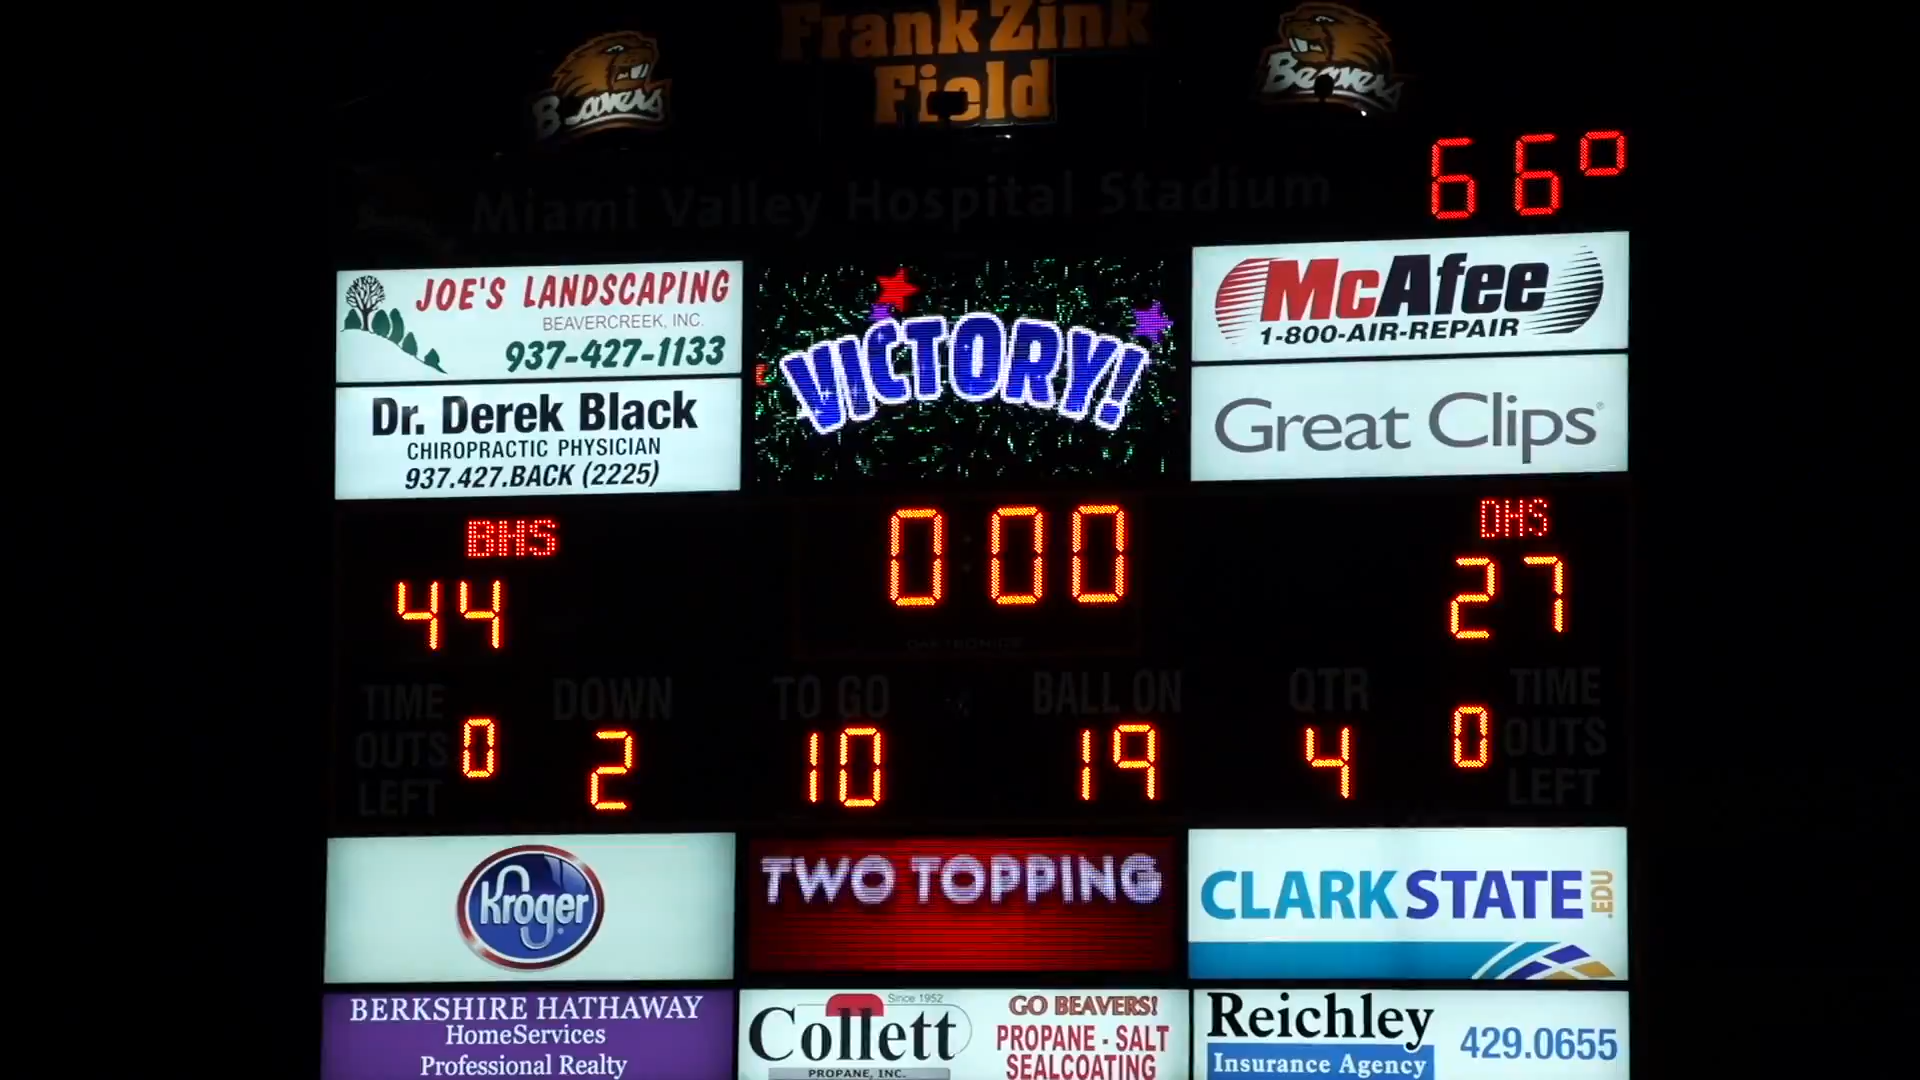 Frank Zink
Field
Beavers
Beavers
66°
Miami Valley Hospital Stadium
JOE'S LANDSCAPING
BEAVERCREEK, INC.
937-427-1133
VICTORY!
McAfee
1-800-AIR-REPAIR
Dr. Derek Black
CHIROPRACTIC PHYSICIAN
937.427.BACK (2225)
Great Clips®
BHS
44
0:00
DHS
27
TIME OUTS LEFT 0
DOWN 2
TO GO 10
BALL ON 19
QTR 4
0 TIME OUTS LEFT
Kroger
TWO TOPPING
CLARK STATE.EDU
BERKSHIRE HATHAWAY
HomeServices
Professional Realty
Since 1952
Collett
PROPANE, INC.
GO BEAVERS!
PROPANE - SALT
SEALCOATING
Reichley
Insurance Agency
429.0655